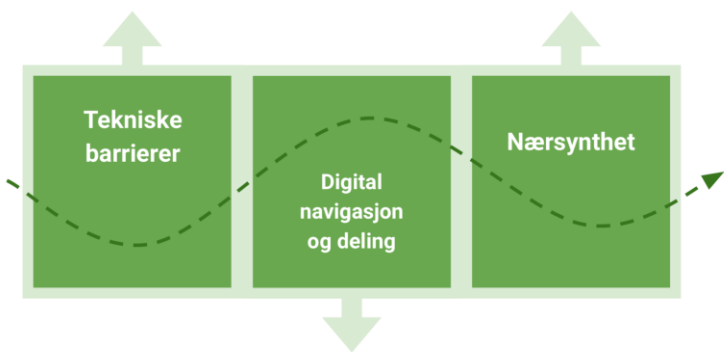 Tekniske
barrierer
Digital
navigasjon
og deling
Nærsynthet